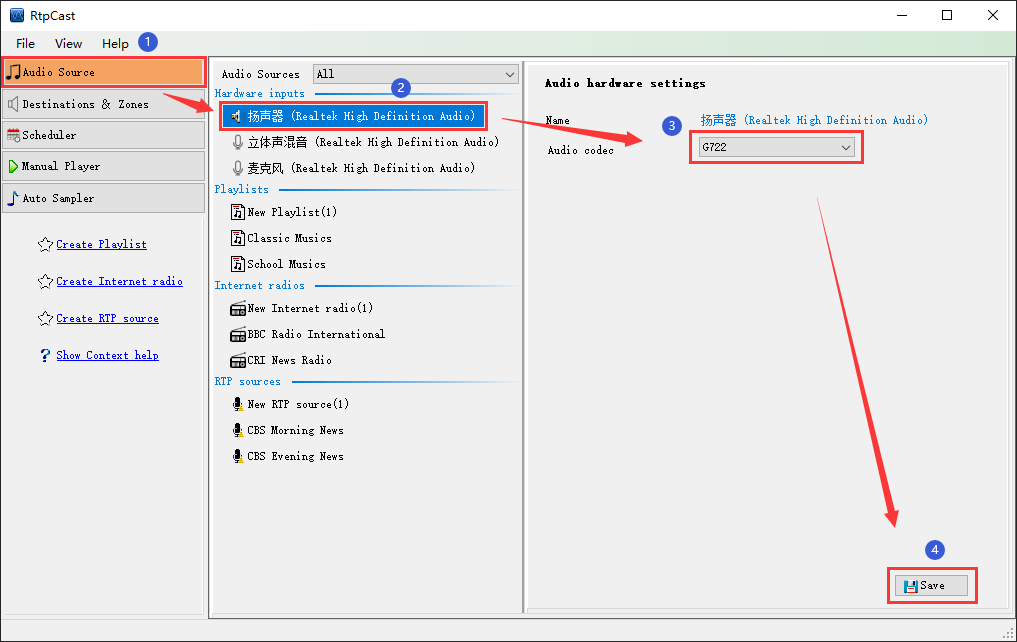 RtpCast
File View Help 1
Audio Source
Destinations & Zones
Scheduler
Manual Player
Auto Sampler
Create Playlist
Create Internet radio
Create RTP source
? Show Context help
Audio Sources All
2
Hardware inputs
扬声器 (Realtek High Definition Audio)
立体声混音 (Realtek High Definition Audio)
麦克风 (Realtek High Definition Audio)
Playlists
New Playlist(1)
Classic Musics
School Musics
Internet radios
New Internet radio(1)
BBC Radio International
CRI News Radio
RTP sources
New RTP source(1)
CBS Morning News
CBS Evening News
Audio hardware settings
Name 3 扬声器 (Realtek High Definition Audio)
Audio codec G722
4
Save